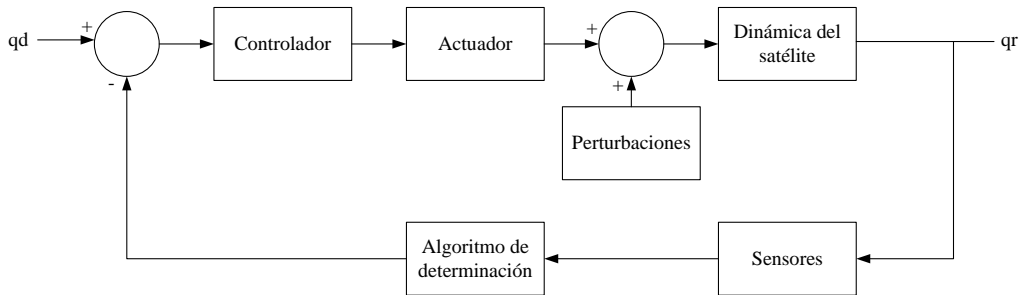 qd
+
-
Controlador
Actuador
+
+
Perturbaciones
Dinámica del
satélite
qr
Algoritmo de
determinación
Sensores